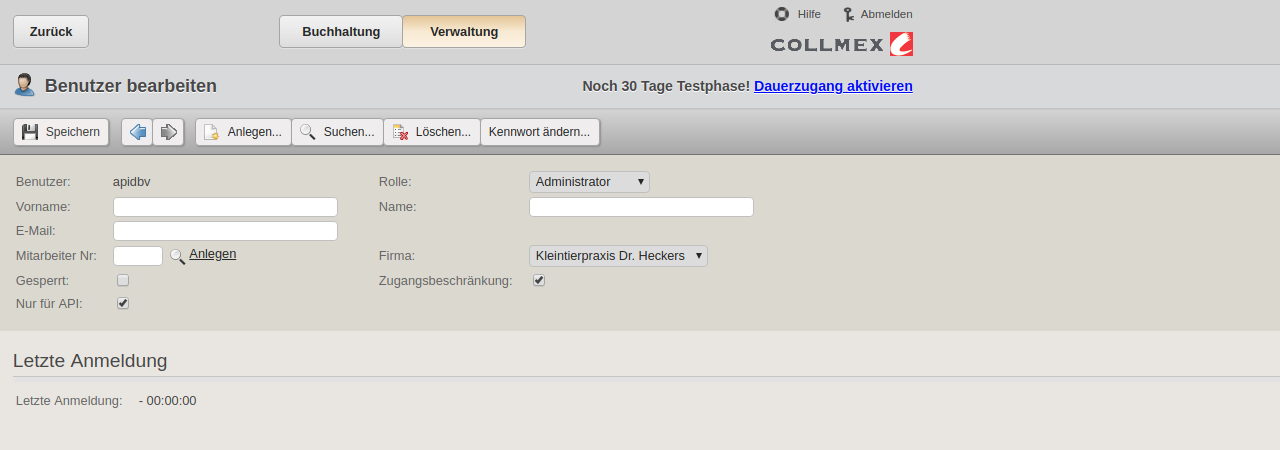 Zurück
Buchhaltung Verwaltung
Hilfe Abmelden
COLLMEX
Benutzer bearbeiten
Noch 30 Tage Testphase! Dauerzugang aktivieren
Speichern Anlegen... Suchen... Löschen... Kennwort ändern...
Benutzer: apidbv Rolle: Administrator
Vorname: Name:
E-Mail:
Mitarbeiter Nr: Anlegen Firma: Kleintierpraxis Dr. Heckers
Gesperrt: Zugangsbeschränkung:
Nur für API:
Letzte Anmeldung
Letzte Anmeldung: - 00:00:00